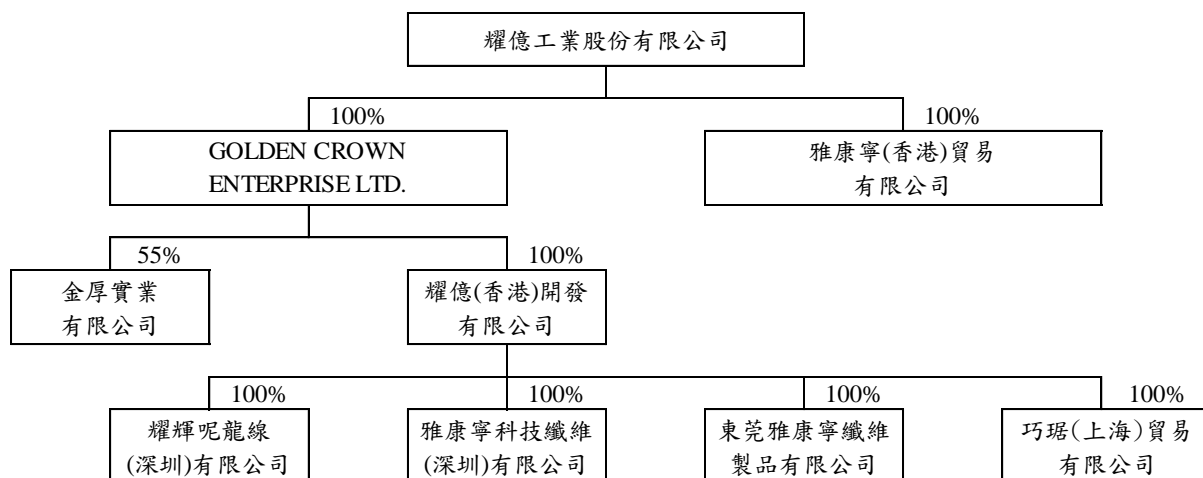 耀億工業股份有限公司
100%
100%
GOLDEN CROWN
ENTERPRISE LTD.
雅康寧(香港)貿易
有限公司
55%
100%
金厚實業
有限公司
耀億(香港)開發
有限公司
100%
100%
100%
100%
耀輝呢龍線
(深圳)有限公司
雅康寧科技纖維
(深圳)有限公司
東莞雅康寧纖維
製品有限公司
巧琚(上海)貿易
有限公司